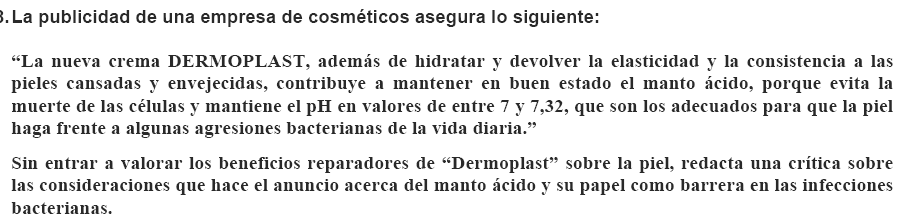 3. La publicidad de una empresa de cosméticos asegura lo siguiente:
“La nueva crema DERMOPLAST, además de hidratar y devolver la elasticidad y la consistencia a las
pieles cansadas y envejecidas, contribuye a mantener en buen estado el manto ácido, porque evita la
muerte de las células y mantiene el pH en valores de entre 7 y 7,32, que son los adecuados para que la piel
haga frente a algunas agresiones bacterianas de la vida diaria.”
Sin entrar a valorar los beneficios reparadores de “Dermoplast” sobre la piel, redacta una crítica sobre
las consideraciones que hace el anuncio acerca del manto ácido y su papel como barrera en las infecciones
bacterianas.